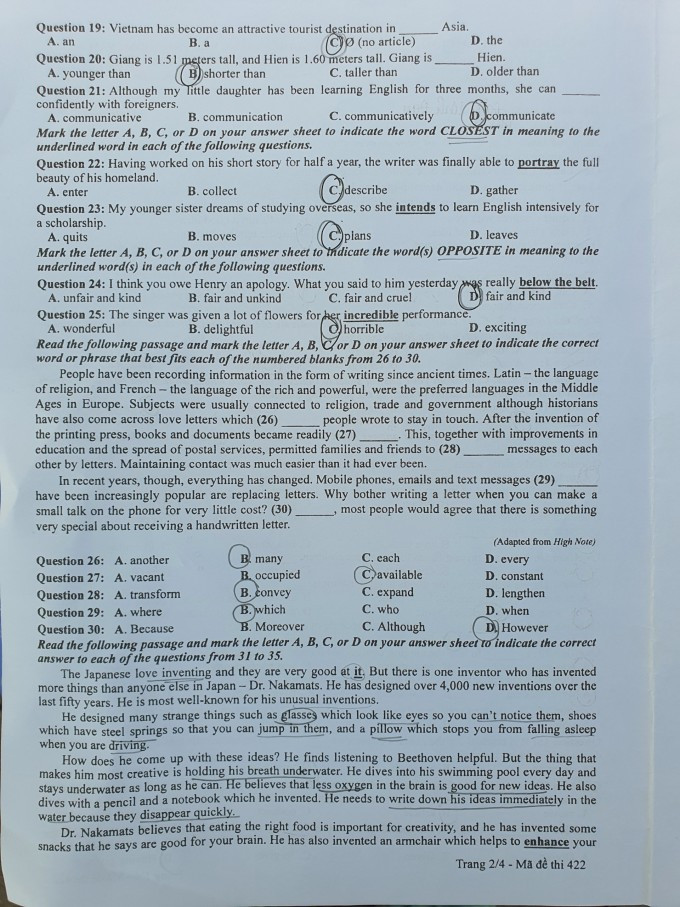 Question 19: Vietnam has become an attractive tourist destination in ______ Asia.
A. an B. a C. Ø (no article) D. the
Question 20: Giang is 1.51 meters tall, and Hien is 1.60 meters tall. Giang is ______ Hien.
A. younger than B. shorter than C. taller than D. older than
Question 21: Although my little daughter has been learning English for three months, she can ______
confidently with foreigners.
A. communicative B. communication C. communicatively D. communicate
Mark the letter A, B, C, or D on your answer sheet to indicate the word CLOSEST in meaning to the
underlined word in each of the following questions.
Question 22: Having worked on his short story for half a year, the writer was finally able to portray the full
beauty of his homeland.
A. enter B. collect C. describe D. gather
Question 23: My younger sister dreams of studying overseas, so she intends to learn English intensively for
a scholarship.
A. quits B. moves C. plans D. leaves
Mark the letter A, B, C, or D on your answer sheet to indicate the word(s) OPPOSITE in meaning to the
underlined word(s) in each of the following questions.
Question 24: I think you owe Henry an apology. What you said to him yesterday was really below the belt.
A. unfair and kind B. fair and unkind C. fair and cruel D. fair and kind
Question 25: The singer was given a lot of flowers for her incredible performance.
A. wonderful B. delightful C. horrible D. exciting
Read the following passage and mark the letter A, B, C, or D on your answer sheet to indicate the correct
word or phrase that best fits each of the numbered blanks from 26 to 30.
People have been recording information in the form of writing since ancient times. Latin – the language
of religion, and French – the language of the rich and powerful, were the preferred languages in the Middle
Ages in Europe. Subjects were usually connected to religion, trade and government although historians
have also come across love letters which (26) ______ people wrote to stay in touch. After the invention of
the printing press, books and documents became readily (27) ______. This, together with improvements in
education and the spread of postal services, permitted families and friends to (28) ______ messages to each
other by letters. Maintaining contact was much easier than it had ever been.
In recent years, though, everything has changed. Mobile phones, emails and text messages (29) ______
have been increasingly popular are replacing letters. Why bother writing a letter when you can make a
small talk on the phone for very little cost? (30) ______, most people would agree that there is something
very special about receiving a handwritten letter.
(Adapted from High Note)
Question 26: A. another B. many C. each D. every
Question 27: A. vacant B. occupied C. available D. constant
Question 28: A. transform B. convey C. expand D. lengthen
Question 29: A. where B. which C. who D. when
Question 30: A. Because B. Moreover C. Although D. However
Read the following passage and mark the letter A, B, C, or D on your answer sheet to indicate the correct
answer to each of the questions from 31 to 35.
The Japanese love inventing and they are very good at it. But there is one inventor who has invented
more things than anyone else in Japan – Dr. Nakamats. He has designed over 4,000 new inventions over the
last fifty years. He is most well-known for his unusual inventions.
He designed many strange things such as glasses which look like eyes so you can't notice them, shoes
which have steel springs so that you can jump in them, and a pillow which stops you from falling asleep
when you are driving.
How does he come up with these ideas? He finds listening to Beethoven helpful. But the thing that
makes him most creative is holding his breath underwater. He dives into his swimming pool every day and
stays underwater as long as he can. He believes that less oxygen in the brain is good for new ideas. He also
dives with a pencil and a notebook which he invented. He needs to write down his ideas immediately in the
water because they disappear quickly.
Dr. Nakamats believes that eating the right food is important for creativity, and he has invented some
snacks that he says are good for your brain. He has also invented an armchair which helps to enhance your
Trang 2/4 - Mã đề thi 422